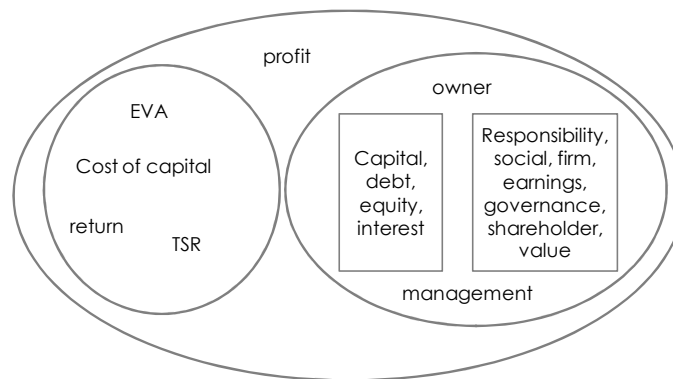 profit
EVA
Cost of capital
return
TSR
owner
Capital,
debt,
equity,
interest
Responsibility,
social, firm,
earnings,
governance,
shareholder,
value
management